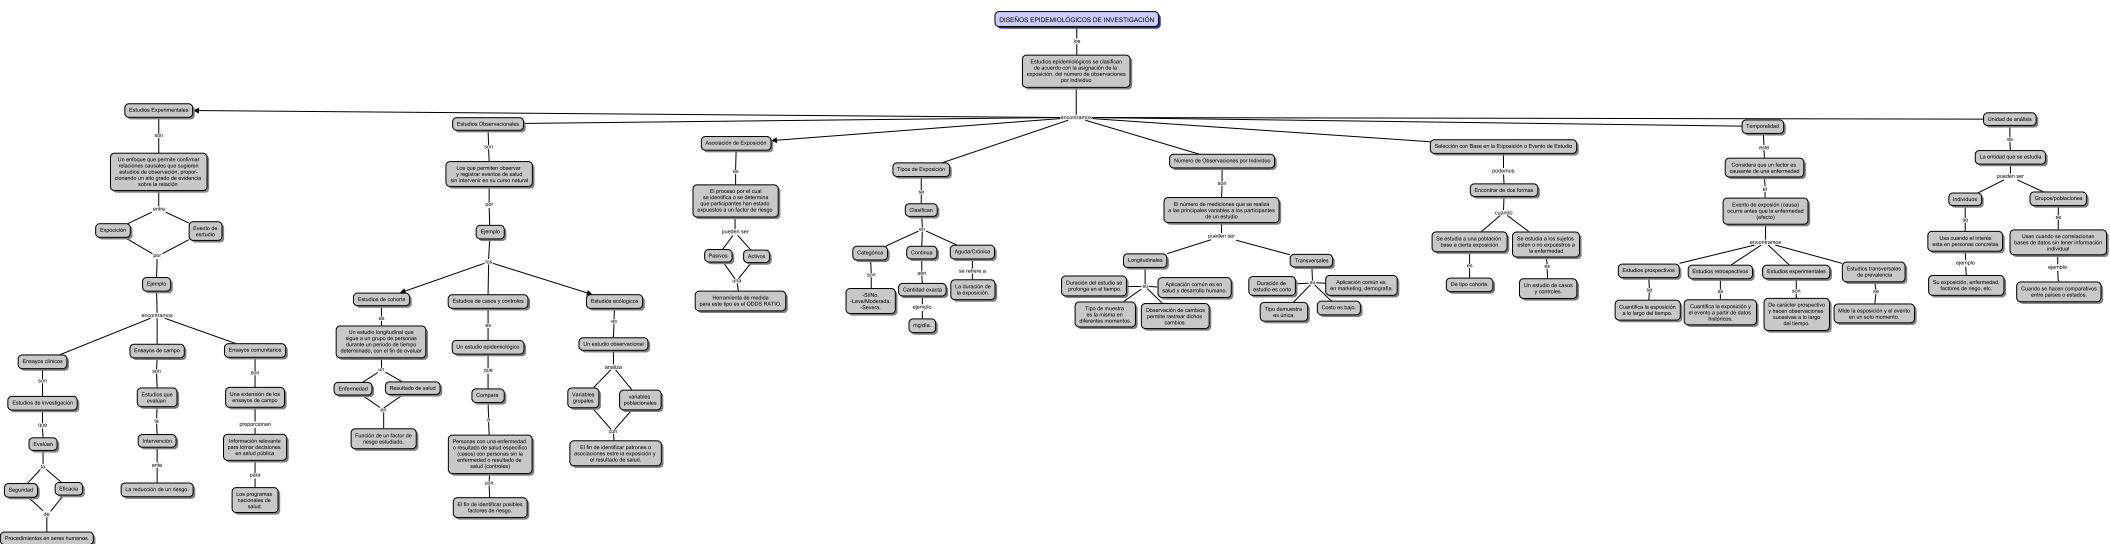 DISEÑOS EPIDEMIOLÓGICOS DE INVESTIGACIÓN
los
Estudios epidemiológicos se clasifican
de acuerdo con la asignación de la
exposición, del número de observaciones
por individuo
encontramos
Estudios Experimentales
son
Un enfoque que permite confirmar
relaciones causales que sugieren
estudios de observación, propor-
cionando un alto grado de evidencia
sobre la relación
entre
Exposición
Evento de
esrtudio
por
Ejemplo
encontramos
Ensayos clínicos
son
Estudios de investigación
que
Evalúan
la
Seguridad
Eficacia
de
Procedimientos en seres humanos.
Ensayos de campo
son
Estudios que
evalúan
la
Intervención
ante
La reducción de un riesgo.
Ensayos comunitarios
son
Una extensión de los
ensayos de campo
proporcionan
Información relevante
para tomar decisiones
en salud pública
para
Los programas
nacionales de
salud.
Estudios Observacionales
son
Los que permiten observar
y registrar eventos de salud
sin intervenir en su curso natural
por
Ejemplo
los
Estudios de cohorte
es
Un estudio longitudinal que
sigue a un grupo de personas
durante un periodo de tiempo
determinado, con el fin de evaluar
un
Enfermedad
Resultado de salud
en
Función de un factor de
riesgo estudiado.
Estudios de casos y controles
es
Un estudio epidemiológico
que
Compara
a
Personas con una enfermedad
o resultado de salud específico
(casos) con personas sin la
enfermedad o resultado de
salud (controles)
con
El fin de identificar posibles
factores de riesgo.
Estudios ecológicos
es
Un estudio observacional
analiza
Variables
grupales
variables
poblacionales
con
El fin de identificar patrones o
asociaciones estre la exposición y
el resultado de salud.
Asociación de Exposición
es
El proceso por el cual
se identifica o se determina
que participantes han estado
expuestos a un factor de riesgo
pueden ser
Pasivos
Activos
una
Herramienta de medida
para este tipo es el ODDS RATIO.
Tipos de Exposición
se
Clasifican
en
Categórica
son
-Sí/No.
-Leve/Moderada.
-Severa.
Continua
son
Cantidad exacta
ejemplo
mg/día.
Aguda/Crónica
se refiere a
La duración de
la exposición.
Número de Observaciones por Individuo
son
El número de mediciones que se realiza
a las principales variables a los participantes
de un estudio
pueden ser
Longitudinales
su
Duración del estudio se
prolonga en el tiempo.
Aplicación común es en
salud y desarrollo humano.
Tipo de muestra
es la misma en
diferentes momentos.
Observación de cambios
permite rastrear dichos
cambios.
Transversales
su
Duración de
estudio es corto
Aplicación común es
en marketing, demografía.
Tipo demuestra
es única.
Costo es bajo.
Selección con Base en la Exposición o Evento de Estudio
podemos
Encontrar de dos formas
cuando
Se estudia a una población
base a cierta exposición
es
De tipo cohorte.
Se estudia a los sujetos
esten o no expuestros a
la enfermedad
es
Un estudio de casos
y controles.
Temporalidad
este
Considera que un factor es
causante de una enfermedad
el
Evento de exposión (causa)
ocurre antes que la enfermedad
(efecto)
encontramos
Estudios prospectivos
se
Cuantifica la esposición
a lo largo del tiempo.
Estudios retrospectivos
se
Cuantifica la exposición y
el evento a partir de datos
históricos.
Estudios experimentales
son
De carácter prospectivo
y hacen observaciones
sucesivas a lo largo
del tiempo.
Estudios transversales
de prevalencia
se
Mide la exposición y el evento
en un solo momento.
Unidad de análisis
es
La entidad que se estudia
pueden ser
Individuos
se
Usa cuando el interés
esta en personas concretas
ejemplo
Su exposición, enfermedad,
factores de riego, etc.
Grupos/poblaciones
se
Usan cuando se correlacionan
bases de datos sin tener información
individual
ejemplo
Cuando se hacen comparativos
entre países o estados.